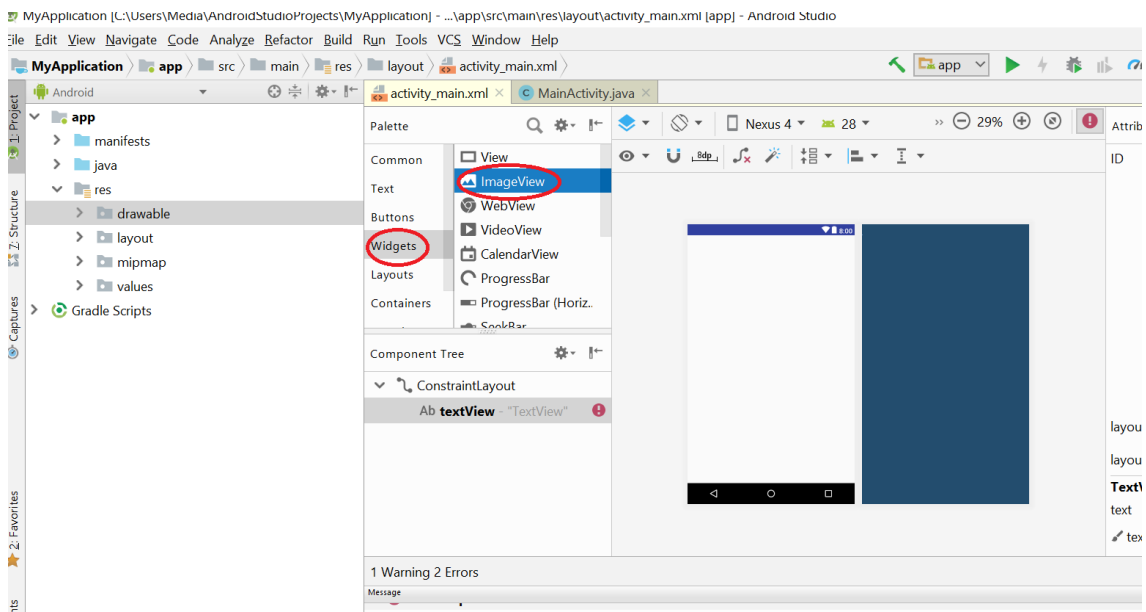 MyApplication [C:\Users\Media\AndroidStudioProjects\MyApplication] - ...\app\src\main\res\layout\activity_main.xml [app] - Android Studio
File Edit View Navigate Code Analyze Refactor Build Run Tools VCS Window Help
MyApplication app src main res layout activity_main.xml
app
1: Project
Z: Structure
Captures
2: Favorites
nts
Android
app
manifests
java
res
drawable
layout
mipmap
values
Gradle Scripts
activity_main.xml
MainActivity.java
Palette
Common
Text
Buttons
Widgets
Layouts
Containers
View
ImageView
WebView
VideoView
CalendarView
ProgressBar
ProgressBar (Horiz..
SeekBar
Component Tree
ConstraintLayout
Ab textView - "TextView"
Nexus 4 28 29%
8dp
8:00
Attrib
ID
layou
layou
TextV
text
tex
1 Warning 2 Errors
Message